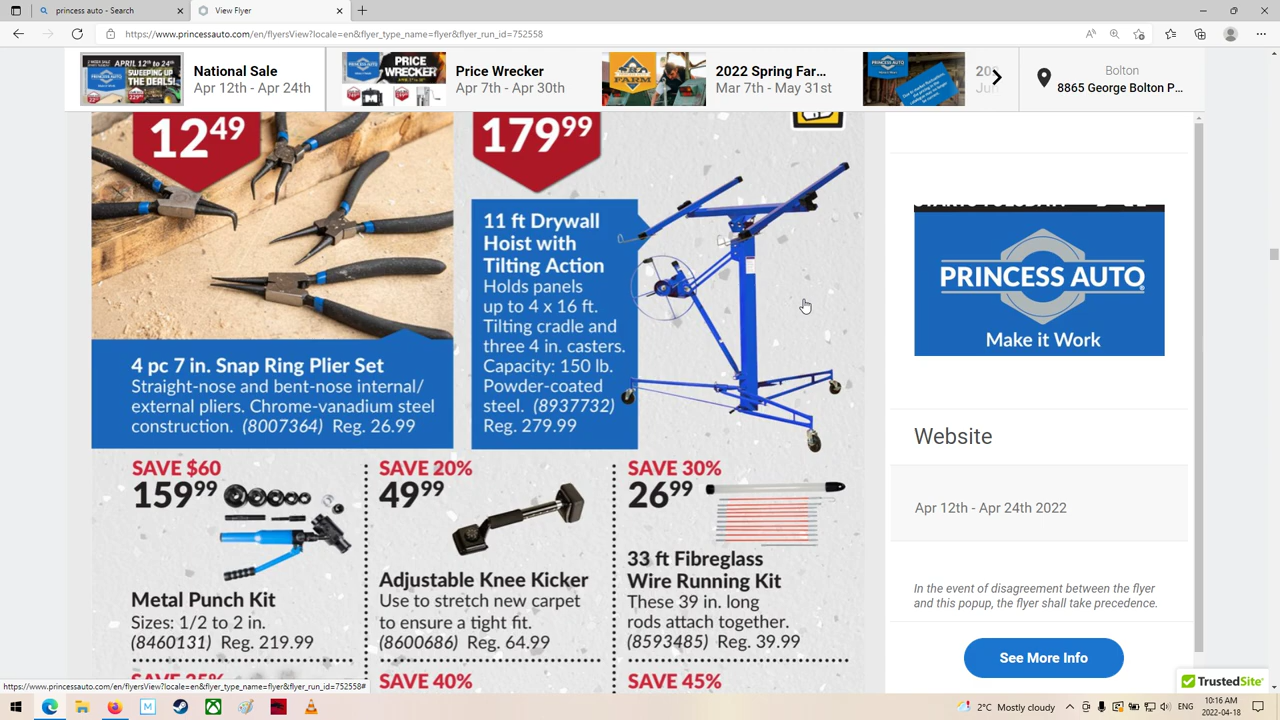 princess auto - Search
View Flyer
https://www.princessauto.com/en/flyersView?locale=en&flyer_type_name=flyer&flyer_run_id=752558
APRIL 12th to 24th
SWEEPING UP
THE DEALS!
National Sale
Apr 12th - Apr 24th
PRICE
WRECKER
Price Wrecker
Apr 7th - Apr 30th
FARM
2022 Spring Far...
Mar 7th - May 31st
Bolton
8865 George Bolton P...
12 49
179 99
11 ft Drywall
Hoist with
Tilting Action
Holds panels
up to 4 x 16 ft.
Tilting cradle and
three 4 in. casters.
Capacity: 150 lb.
Powder-coated
steel. (8937732)
Reg. 279.99
4 pc 7 in. Snap Ring Plier Set
Straight-nose and bent-nose internal/
external pliers. Chrome-vanadium steel
construction. (8007364) Reg. 26.99
SAVE $60
159 99
Metal Punch Kit
Sizes: 1/2 to 2 in.
(8460131) Reg. 219.99
SAVE 20%
49 99
Adjustable Knee Kicker
Use to stretch new carpet
to ensure a tight fit.
(8600686) Reg. 64.99
SAVE 30%
26 99
33 ft Fibreglass
Wire Running Kit
These 39 in. long
rods attach together.
(8593485) Reg. 39.99
SAVE 40%
SAVE 45%
PRINCESS AUTO
Make it Work
Website
Apr 12th - Apr 24th 2022
In the event of disagreement between the flyer
and this popup, the flyer shall take precedence.
See More Info
TrustedSite
https://www.princessauto.com/en/flyersView?locale=en&flyer_type_name=flyer&flyer_run_id=752558#
2°C Mostly cloudy
ENG
10:16 AM
2022-04-18